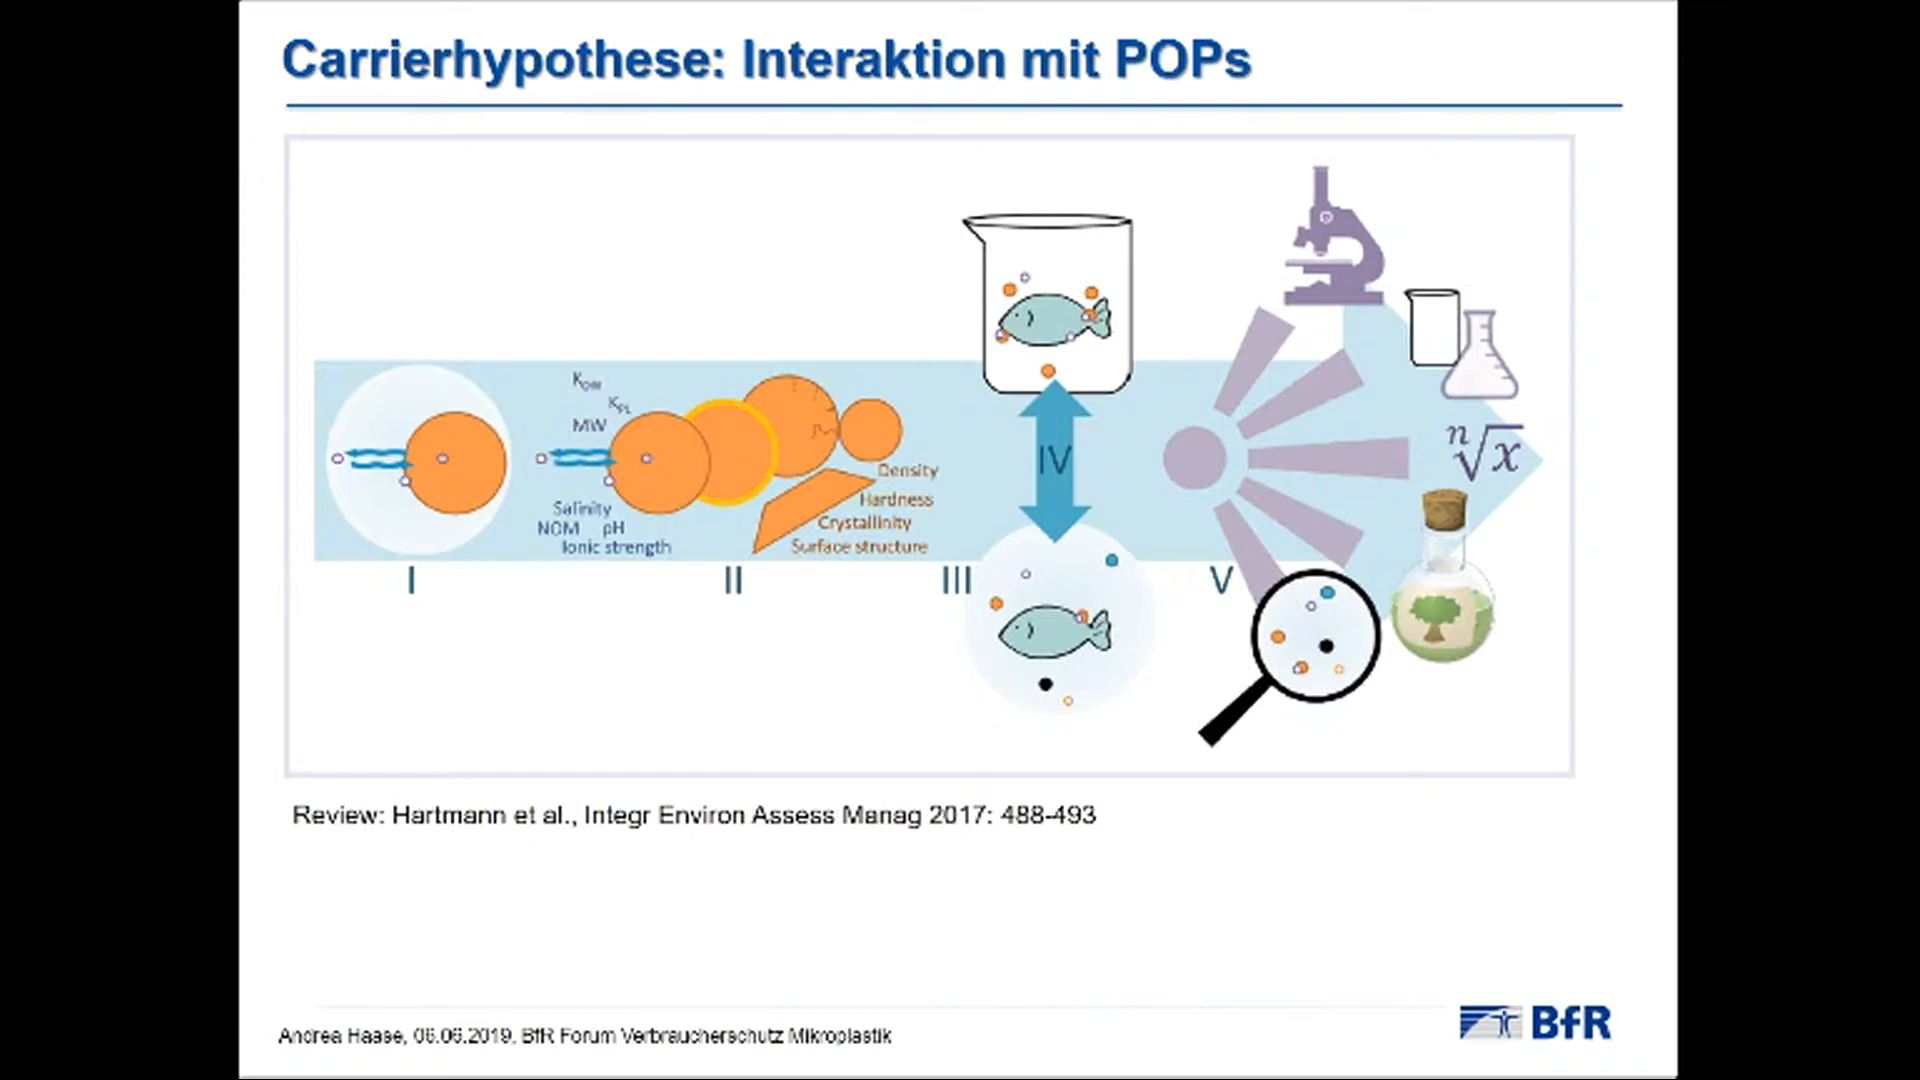 Carrierhypothese: Interaktion mit POPs
K_OW
K_PL
MW
Salinity
NOM pH
Ionic strength
Density
Hardness
Crystallinity
Surface structure
I
II
III
IV
V
n√x
Review: Hartmann et al., Integr Environ Assess Manag 2017: 488-493
Andrea Haase, 06.06.2019, BfR Forum Verbraucherschutz Mikroplastik
BfR